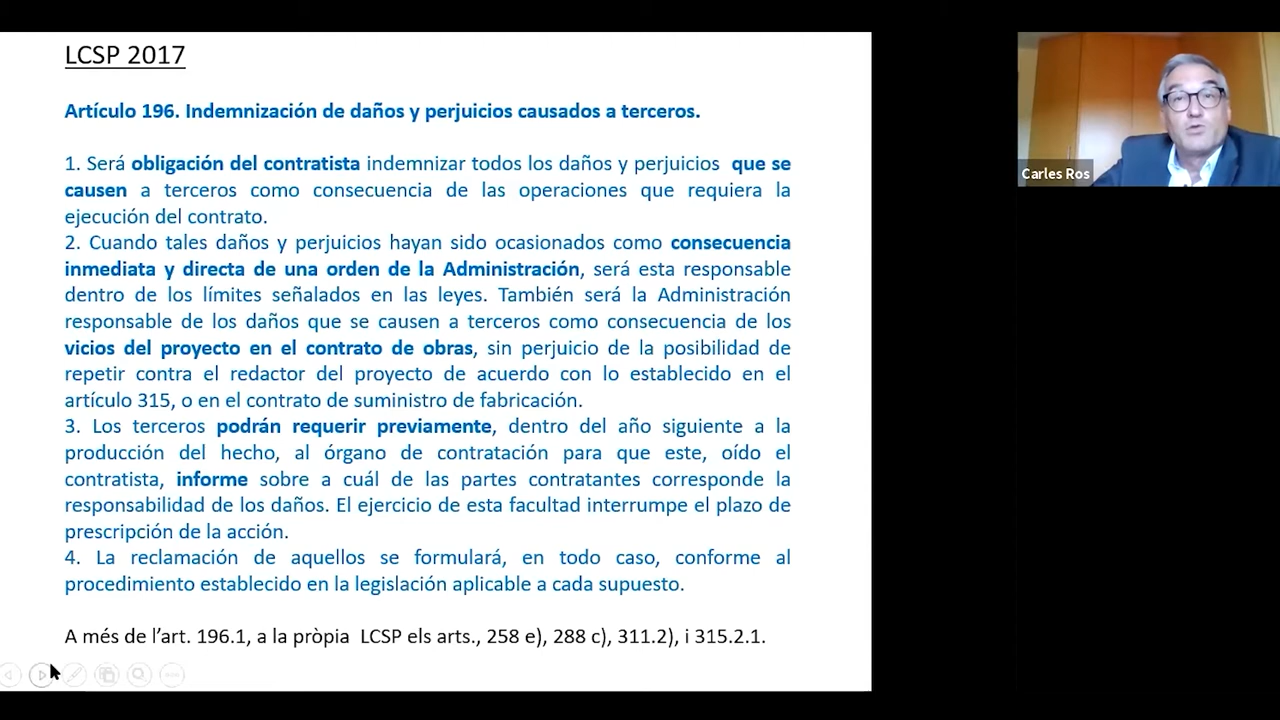 LCSP 2017
Artículo 196. Indemnización de daños y perjuicios causados a terceros.
1. Será obligación del contratista indemnizar todos los daños y perjuicios que se
causen a terceros como consecuencia de las operaciones que requiera la
ejecución del contrato.
2. Cuando tales daños y perjuicios hayan sido ocasionados como consecuencia
inmediata y directa de una orden de la Administración, será esta responsable
dentro de los límites señalados en las leyes. También será la Administración
responsable de los daños que se causen a terceros como consecuencia de los
vicios del proyecto en el contrato de obras, sin perjuicio de la posibilidad de
repetir contra el redactor del proyecto de acuerdo con lo establecido en el
artículo 315, o en el contrato de suministro de fabricación.
3. Los terceros podrán requerir previamente, dentro del año siguiente a la
producción del hecho, al órgano de contratación para que este, oído el
contratista, informe sobre a cuál de las partes contratantes corresponde la
responsabilidad de los daños. El ejercicio de esta facultad interrumpe el plazo de
prescripción de la acción.
4. La reclamación de aquellos se formulará, en todo caso, conforme al
procedimiento establecido en la legislación aplicable a cada supuesto.
A més de l’art. 196.1, a la pròpia LCSP els arts., 258 e), 288 c), 311.2), i 315.2.1.
Carles Ros